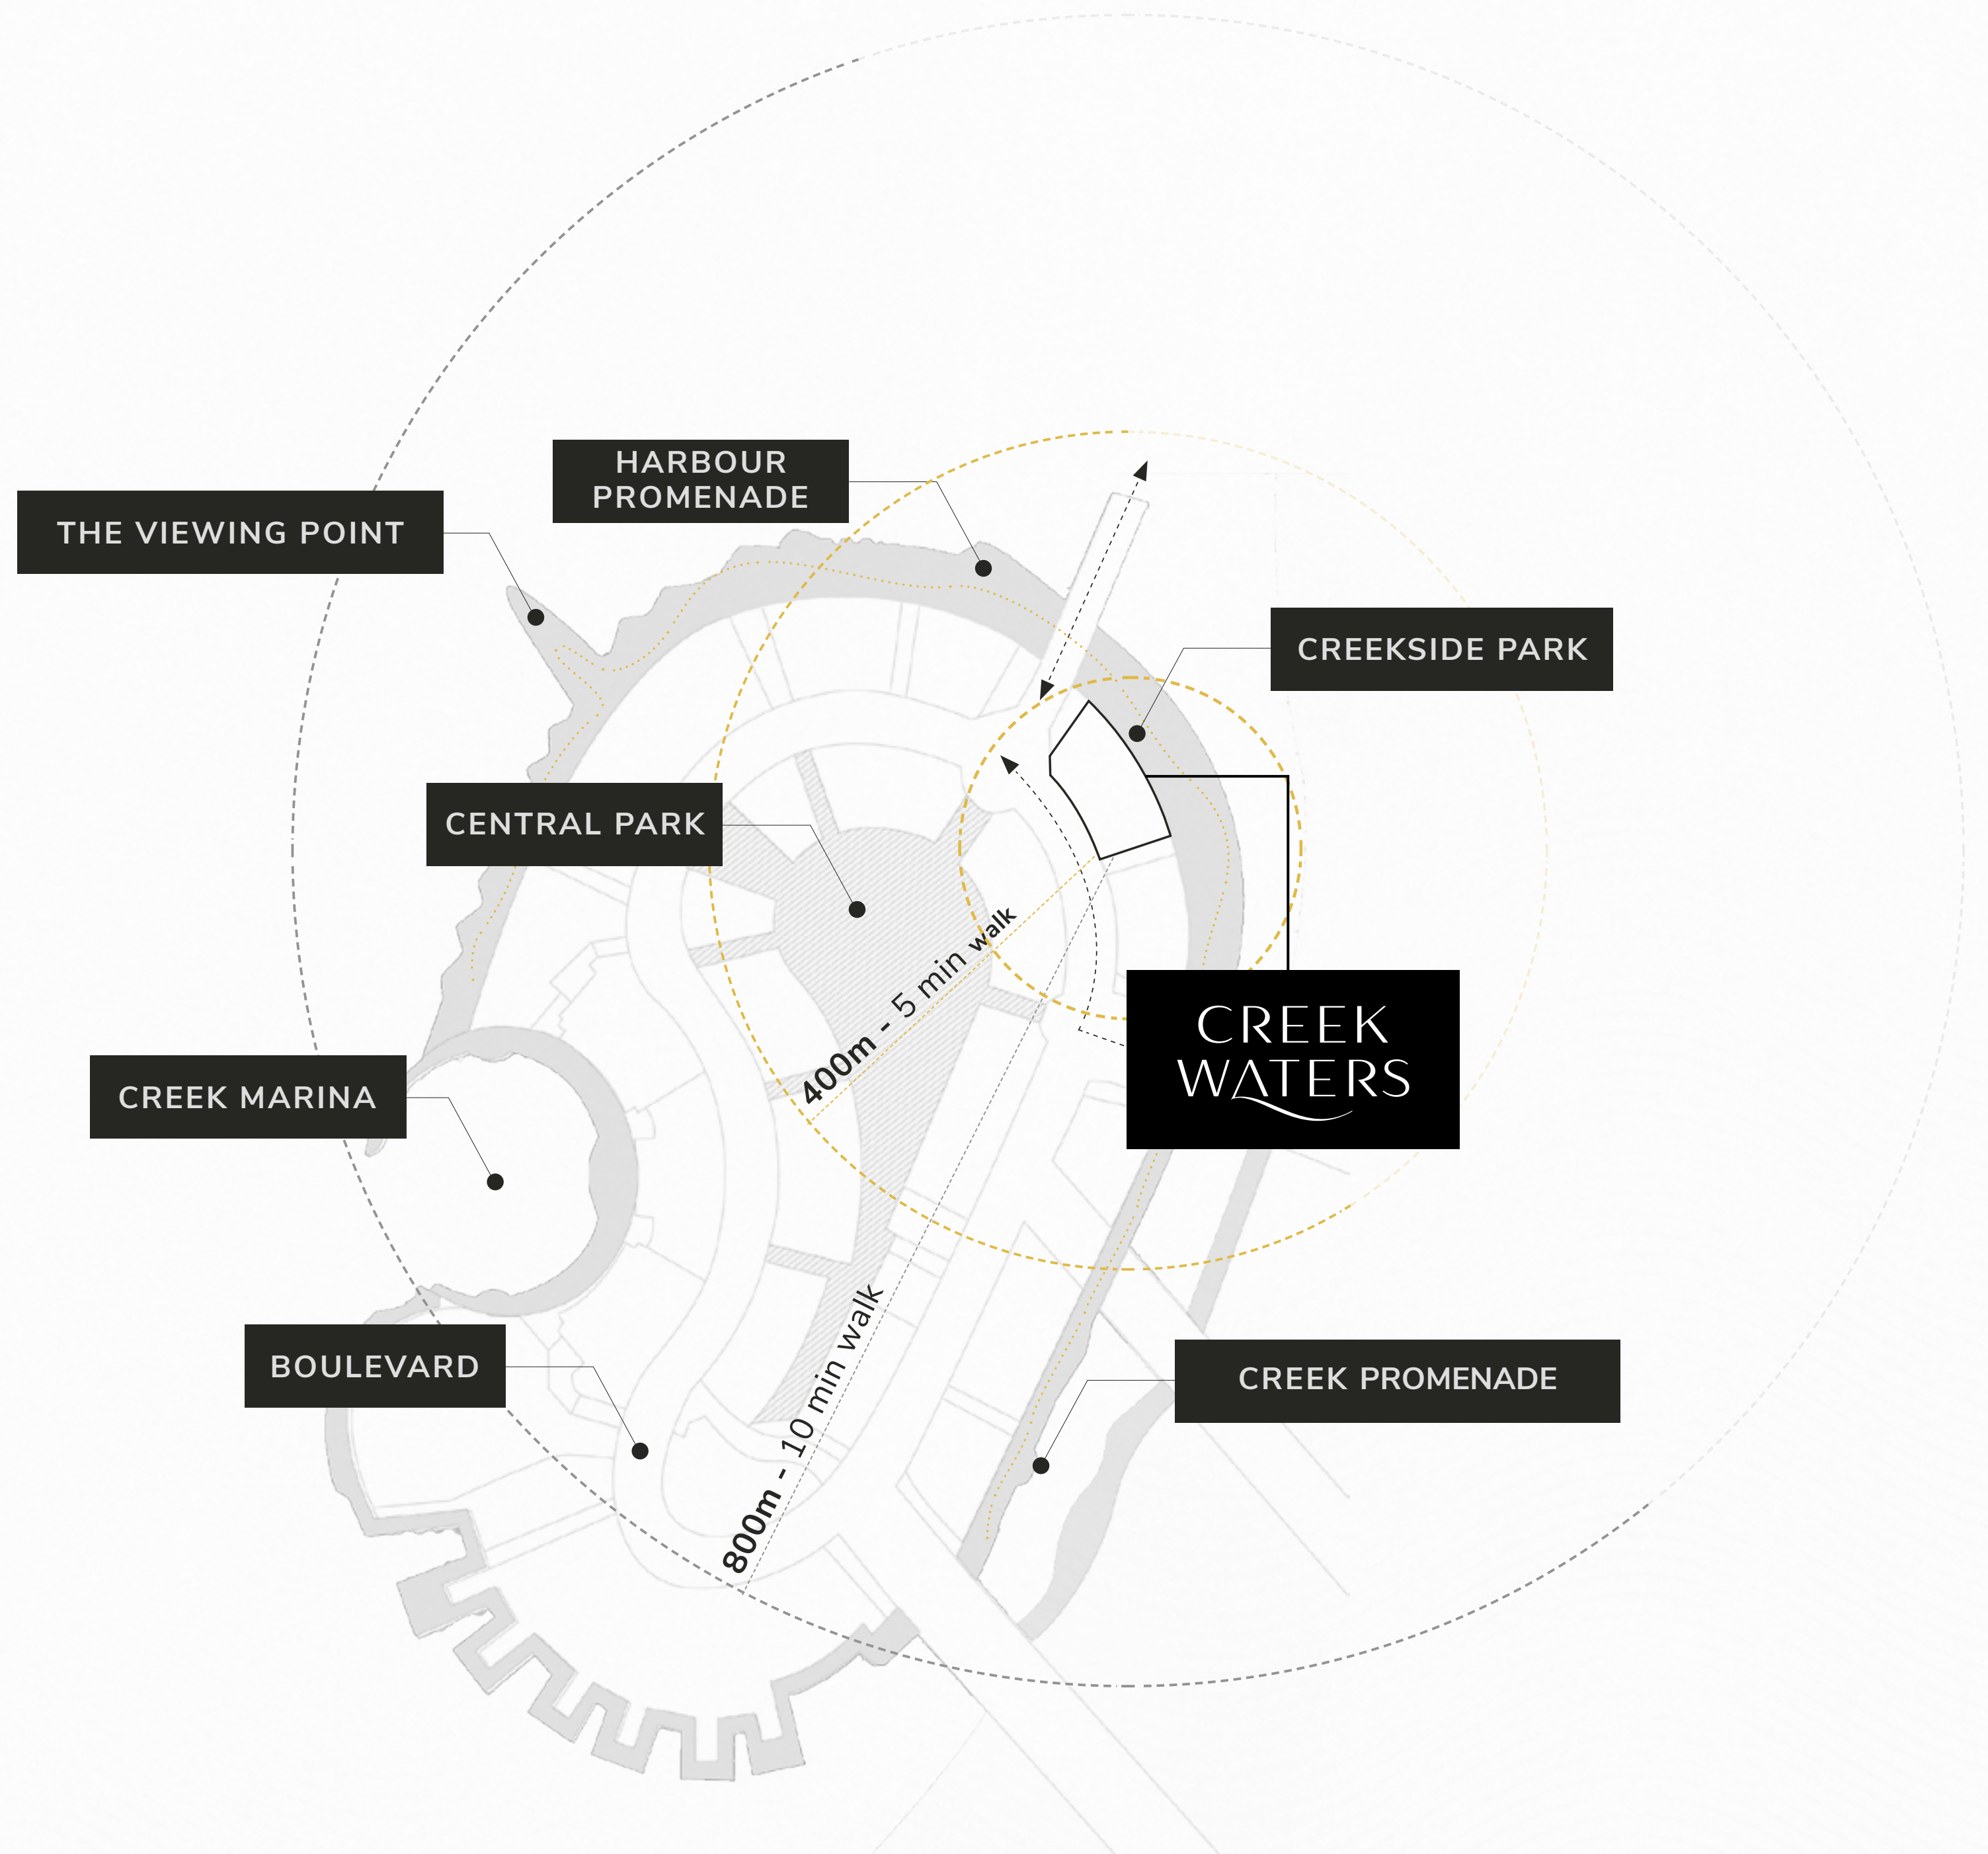 HARBOUR
PROMENADE
THE VIEWING POINT
CREEKSIDE PARK
CENTRAL PARK
400m - 5 min walk
CREEK
WATERS
CREEK MARINA
BOULEVARD
800m - 10 min walk
CREEK PROMENADE